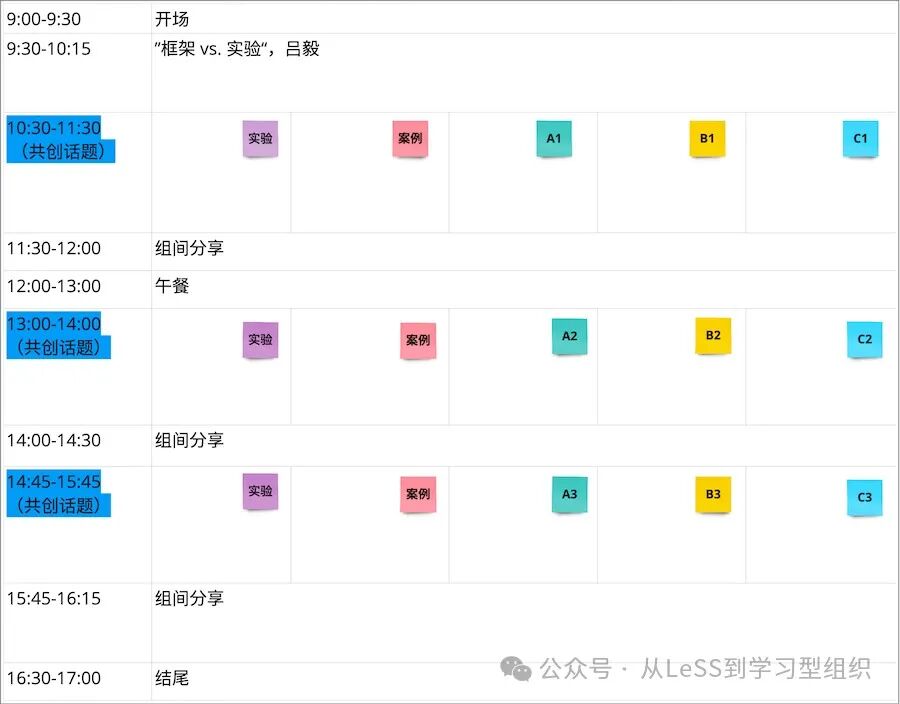 9:00-9:30 开场
9:30-10:15 ”框架 vs. 实验“，吕毅
10:30-11:30 实验 案例 A1 B1 C1
（共创话题）
11:30-12:00 组间分享
12:00-13:00 午餐
13:00-14:00 实验 案例 A2 B2 C2
（共创话题）
14:00-14:30 组间分享
14:45-15:45 实验 案例 A3 B3 C3
（共创话题）
15:45-16:15 组间分享
16:30-17:00 结尾
公众号 · 从LeSS到学习型组织